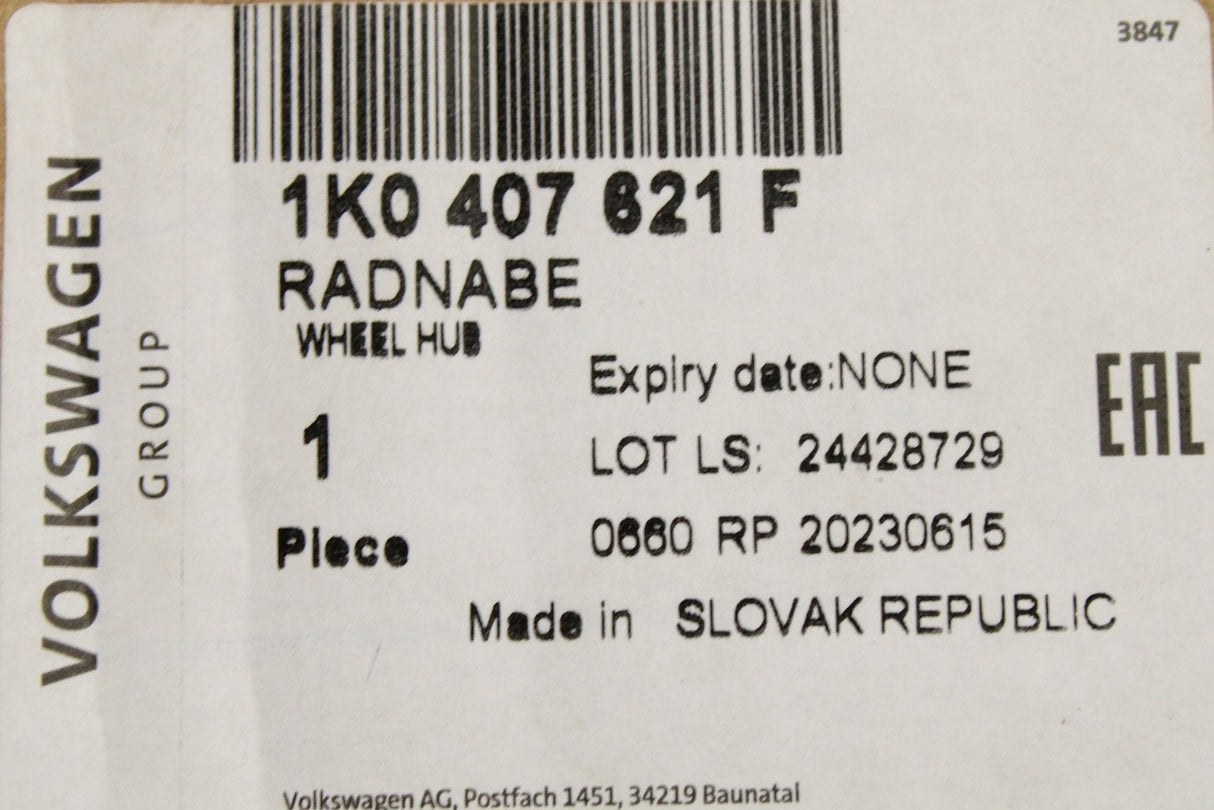 3847
VOLKSWAGEN
GROUP
1K0 407 621 F
RADNABE
WHEEL HUB
Expiry date:NONE
1
LOT LS: 24428729
Piece
0660 RP 20230615
Made in SLOVAK REPUBLIC
EAC
Volkswagen AG, Postfach 1451, 34219 Baunatal